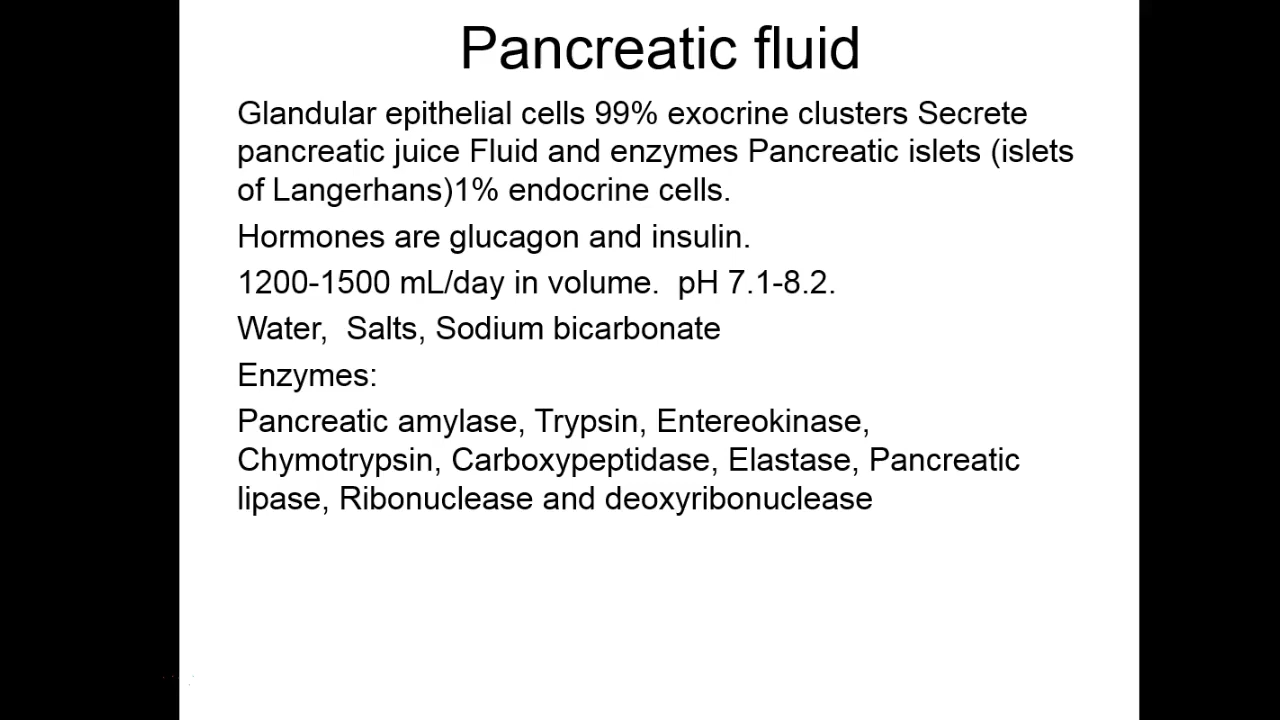 Pancreatic fluid
Glandular epithelial cells 99% exocrine clusters Secrete
pancreatic juice Fluid and enzymes Pancreatic islets (islets
of Langerhans)1% endocrine cells.
Hormones are glucagon and insulin.
1200-1500 mL/day in volume.  pH 7.1-8.2.
Water,  Salts, Sodium bicarbonate
Enzymes:
Pancreatic amylase, Trypsin, Entereokinase,
Chymotrypsin, Carboxypeptidase, Elastase, Pancreatic
lipase, Ribonuclease and deoxyribonuclease